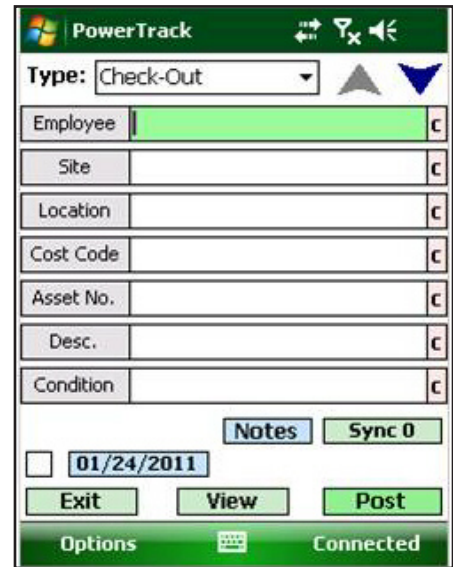 PowerTrack
Type: Check-Out
Employee C
Site C
Location C
Cost Code C
Asset No. C
Desc. C
Condition C
Notes Sync 0
01/24/2011
Exit View Post
Options Connected